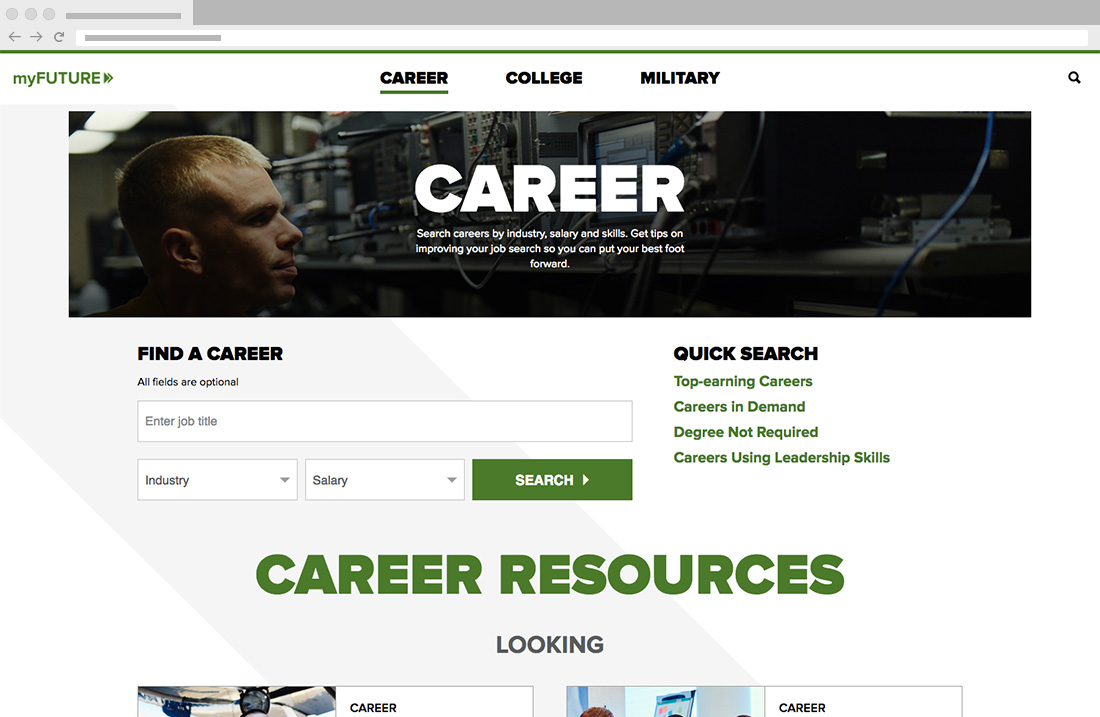 myFUTURE
CAREER COLLEGE MILITARY
CAREER
Search careers by industry, salary and skills. Get tips on
improving your job search so you can put your best foot
forward.
FIND A CAREER
All fields are optional
Enter job title
Industry
Salary
SEARCH
QUICK SEARCH
Top-earning Careers
Careers in Demand
Degree Not Required
Careers Using Leadership Skills
CAREER RESOURCES
LOOKING
CAREER
CAREER